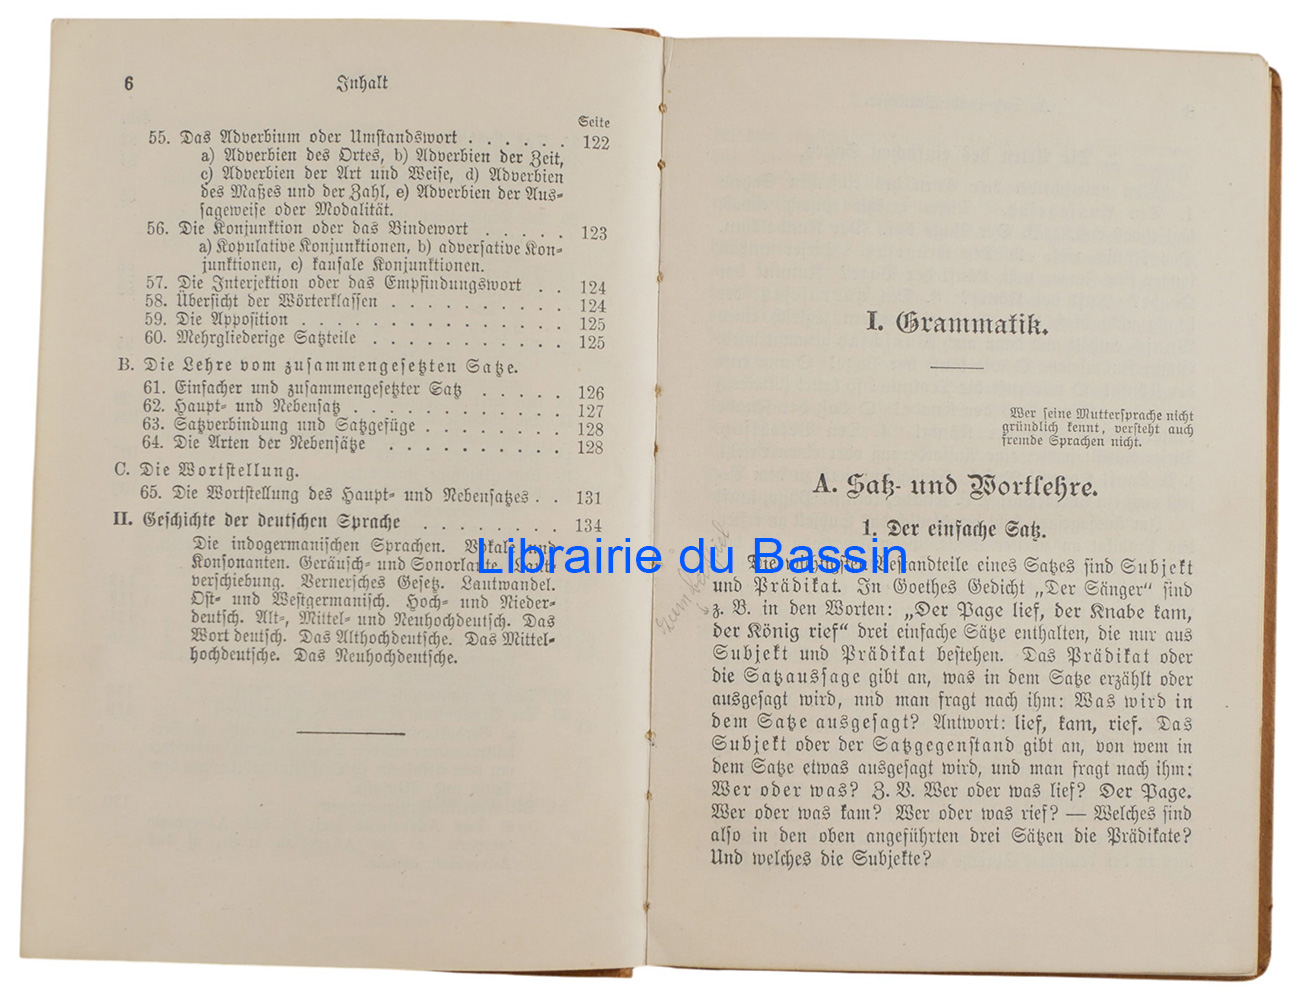 6 Inhalt
Seite
55. Das Adverbium oder Umstandswort . . . . . . 122
a) Adverbien des Ortes, b) Adverbien der Zeit,
c) Adverbien der Art und Weise, d) Adverbien
des Maßes und der Zahl, e) Adverbien der Aus-
sageweise oder Modalität.
56. Die Konjunktion oder das Bindewort . . . . . 123
a) Kopulative Konjunktionen, b) adversative Kon-
junktionen, c) kausale Konjunktionen.
57. Die Interjektion oder das Empfindungswort . . 124
58. Übersicht der Wörterklassen . . . . . . . . . . 124
59. Die Apposition . . . . . . . . . . . . . . . 125
60. Mehrgliederige Satzteile . . . . . . . . . . . 125
B. Die Lehre vom zusammengesetzten Satze.
61. Einfacher und zusammengesetzter Satz . . . . . 126
62. Haupt- und Nebensatz . . . . . . . . . . . . 127
63. Satzverbindung und Satzgefüge . . . . . . . . 128
64. Die Arten der Nebensätze . . . . . . . . . . 128
C. Die Wortstellung.
65. Die Wortstellung des Haupt- und Nebensatzes . . 131
II. Geschichte der deutschen Sprache . . . . . . . . 134
Die indogermanischen Sprachen. Vokale und
Konsonanten. Geräusch- und Sonorlaute. Laut-
verschiebung. Vernersches Gesetz. Lautwandel.
Ost- und Westgermanisch. Hoch- und Nieder-
deutsch. Alt-, Mittel- und Neuhochdeutsch. Das
Wort deutsch. Das Althochdeutsche. Das Mittel-
hochdeutsche. Das Neuhochdeutsche.
I. Grammatik.
Wer seine Muttersprache nicht
gründlich kennt, versteht auch
fremde Sprachen nicht.
A. Satz- und Wortlehre.
1. Der einfache Satz.
Librairie du Bassin
Die wichtigsten Bestandteile eines Satzes sind Subjekt
und Prädikat. In Goethes Gedicht „Der Sänger“ sind
z. B. in den Worten: „Der Page lief, der Knabe kam,
der König rief“ drei einfache Sätze enthalten, die nur aus
Subjekt und Prädikat bestehen. Das Prädikat oder
die Satzaussage gibt an, was in dem Satze erzählt oder
ausgesagt wird, und man fragt nach ihm: Was wird in
dem Satze ausgesagt? Antwort: lief, kam, rief. Das
Subjekt oder der Satzgegenstand gibt an, von wem in
dem Satze etwas ausgesagt wird, und man fragt nach ihm:
Wer oder was? Z. B. Wer oder was lief? Der Page.
Wer oder was kam? Wer oder was rief? — Welches sind
also in den oben angeführten drei Sätzen die Prädikate?
Und welches die Subjekte?